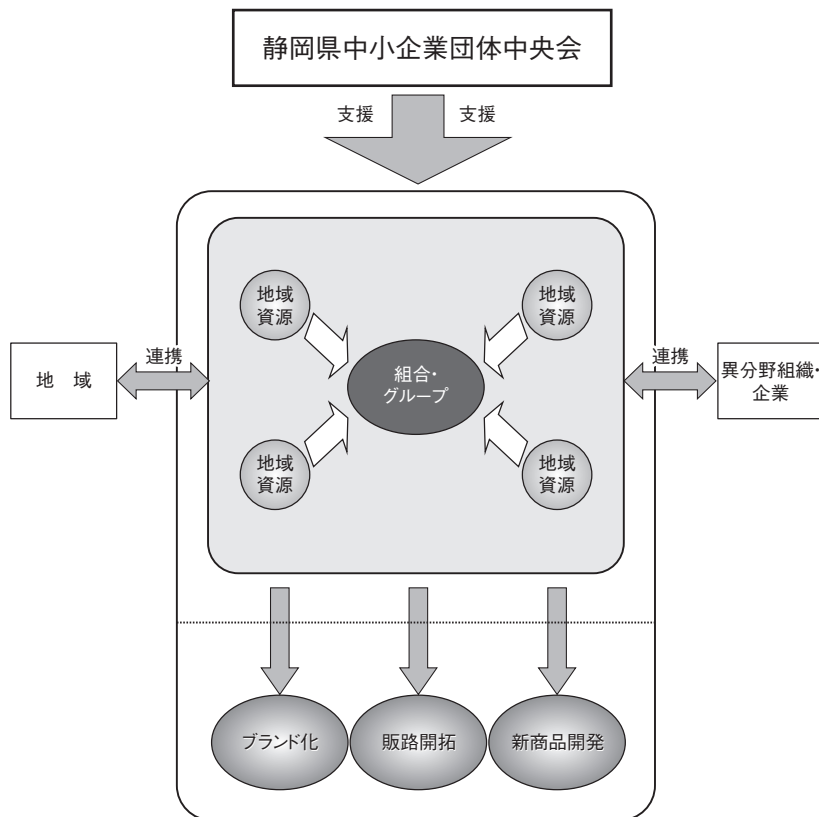 静岡県中小企業団体中央会
支援 支援
地域
資源
地域
資源
組合・
グループ
連携
地　域
連携
異分野組織・
企業
地域
資源
地域
資源
ブランド化
販路開拓
新商品開発